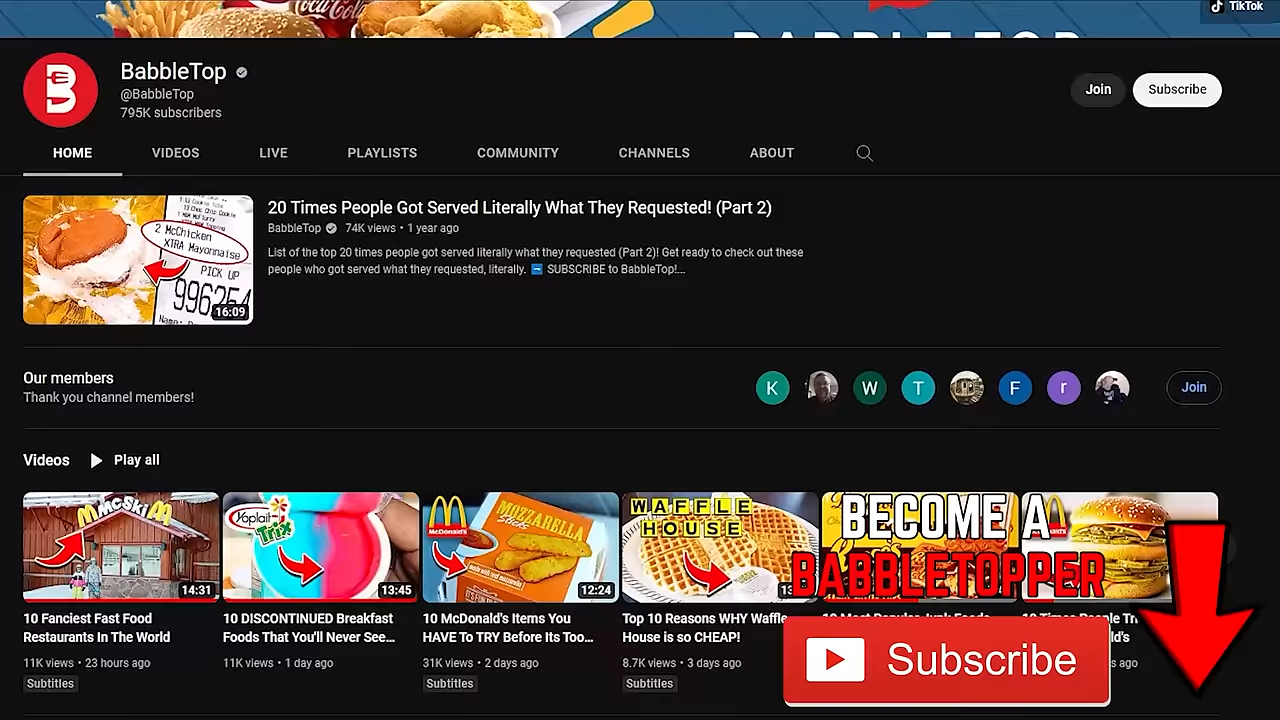 TikTok
BABBLE TOP
BabbleTop
@BabbleTop
795K subscribers
Join
Subscribe
HOME
VIDEOS
LIVE
PLAYLISTS
COMMUNITY
CHANNELS
ABOUT
2 McChicken
XTRA Mayonnaise
PICK UP
16:09
20 Times People Got Served Literally What They Requested! (Part 2)
BabbleTop 74K views • 1 year ago
List of the top 20 times people got served literally what they requested (Part 2)! Get ready to check out these
people who got served what they requested, literally. ➡ SUBSCRIBE to BabbleTop!...
Our members
Thank you channel members!
K
W
T
F
r
Join
Videos
Play all
MCSKI
14:31
Yoplait
Trix
13:45
McDonald's
MOZZARELLA
Sticks
12:24
WAFFLE
HOUSE
BECOME A
BABBLETOPPER
10 Fanciest Fast Food
Restaurants In The World
11K views • 23 hours ago
Subtitles
10 DISCONTINUED Breakfast
Foods That You'll Never See...
11K views • 1 day ago
10 McDonald's Items You
HAVE To TRY Before Its Too...
31K views • 2 days ago
Subtitles
Top 10 Reasons WHY Waffle
House is so CHEAP!
8.7K views • 3 days ago
Subtitles
Subscribe